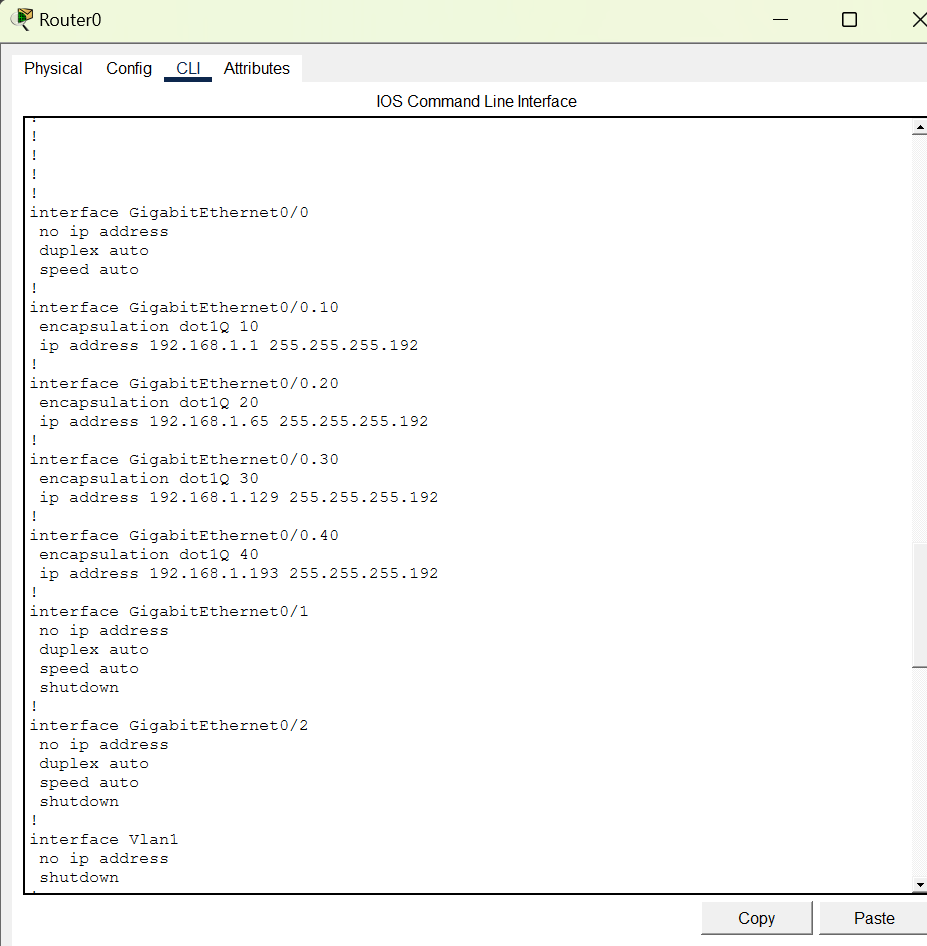 Router0
Physical Config CLI Attributes
IOS Command Line Interface
!
!
!
!
!
interface GigabitEthernet0/0
 no ip address
 duplex auto
 speed auto
!
interface GigabitEthernet0/0.10
 encapsulation dot1Q 10
 ip address 192.168.1.1 255.255.255.192
!
interface GigabitEthernet0/0.20
 encapsulation dot1Q 20
 ip address 192.168.1.65 255.255.255.192
!
interface GigabitEthernet0/0.30
 encapsulation dot1Q 30
 ip address 192.168.1.129 255.255.255.192
!
interface GigabitEthernet0/0.40
 encapsulation dot1Q 40
 ip address 192.168.1.193 255.255.255.192
!
interface GigabitEthernet0/1
 no ip address
 duplex auto
 speed auto
 shutdown
!
interface GigabitEthernet0/2
 no ip address
 duplex auto
 speed auto
 shutdown
!
interface Vlan1
 no ip address
 shutdown
!
Copy Paste